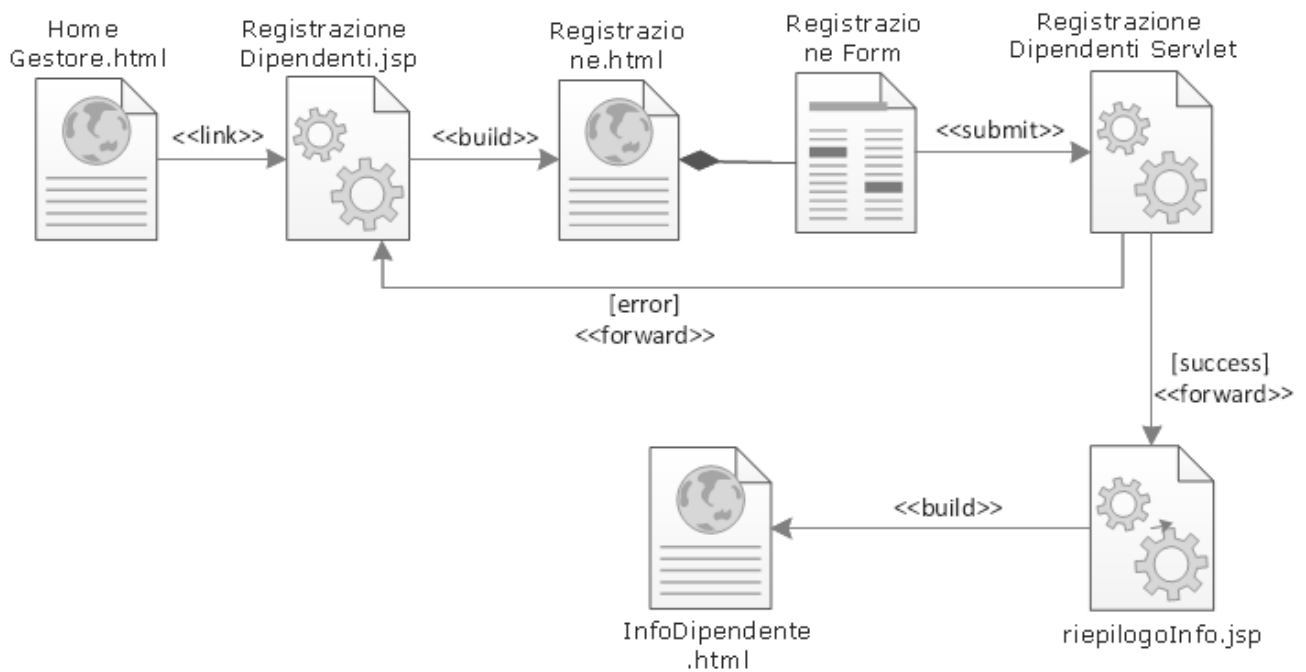 Home
Gestore.html
Registrazione
Dipendenti.jsp
Registrazio
ne.html
Registrazio
ne Form
Registrazione
Dipendenti Servlet
<<link>>
<<build>>
<<submit>>
[error]
<<forward>>
[success]
<<forward>>
<<build>>
InfoDipendente
.html
riepilogoInfo.jsp